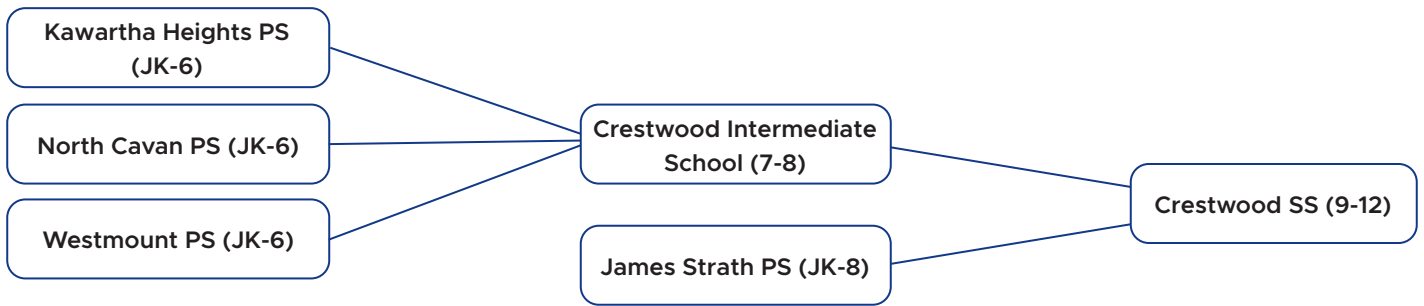 Kawartha Heights PS
(JK-6)
North Cavan PS (JK-6)
Westmount PS (JK-6)
Crestwood Intermediate
School (7-8)
James Strath PS (JK-8)
Crestwood SS (9-12)